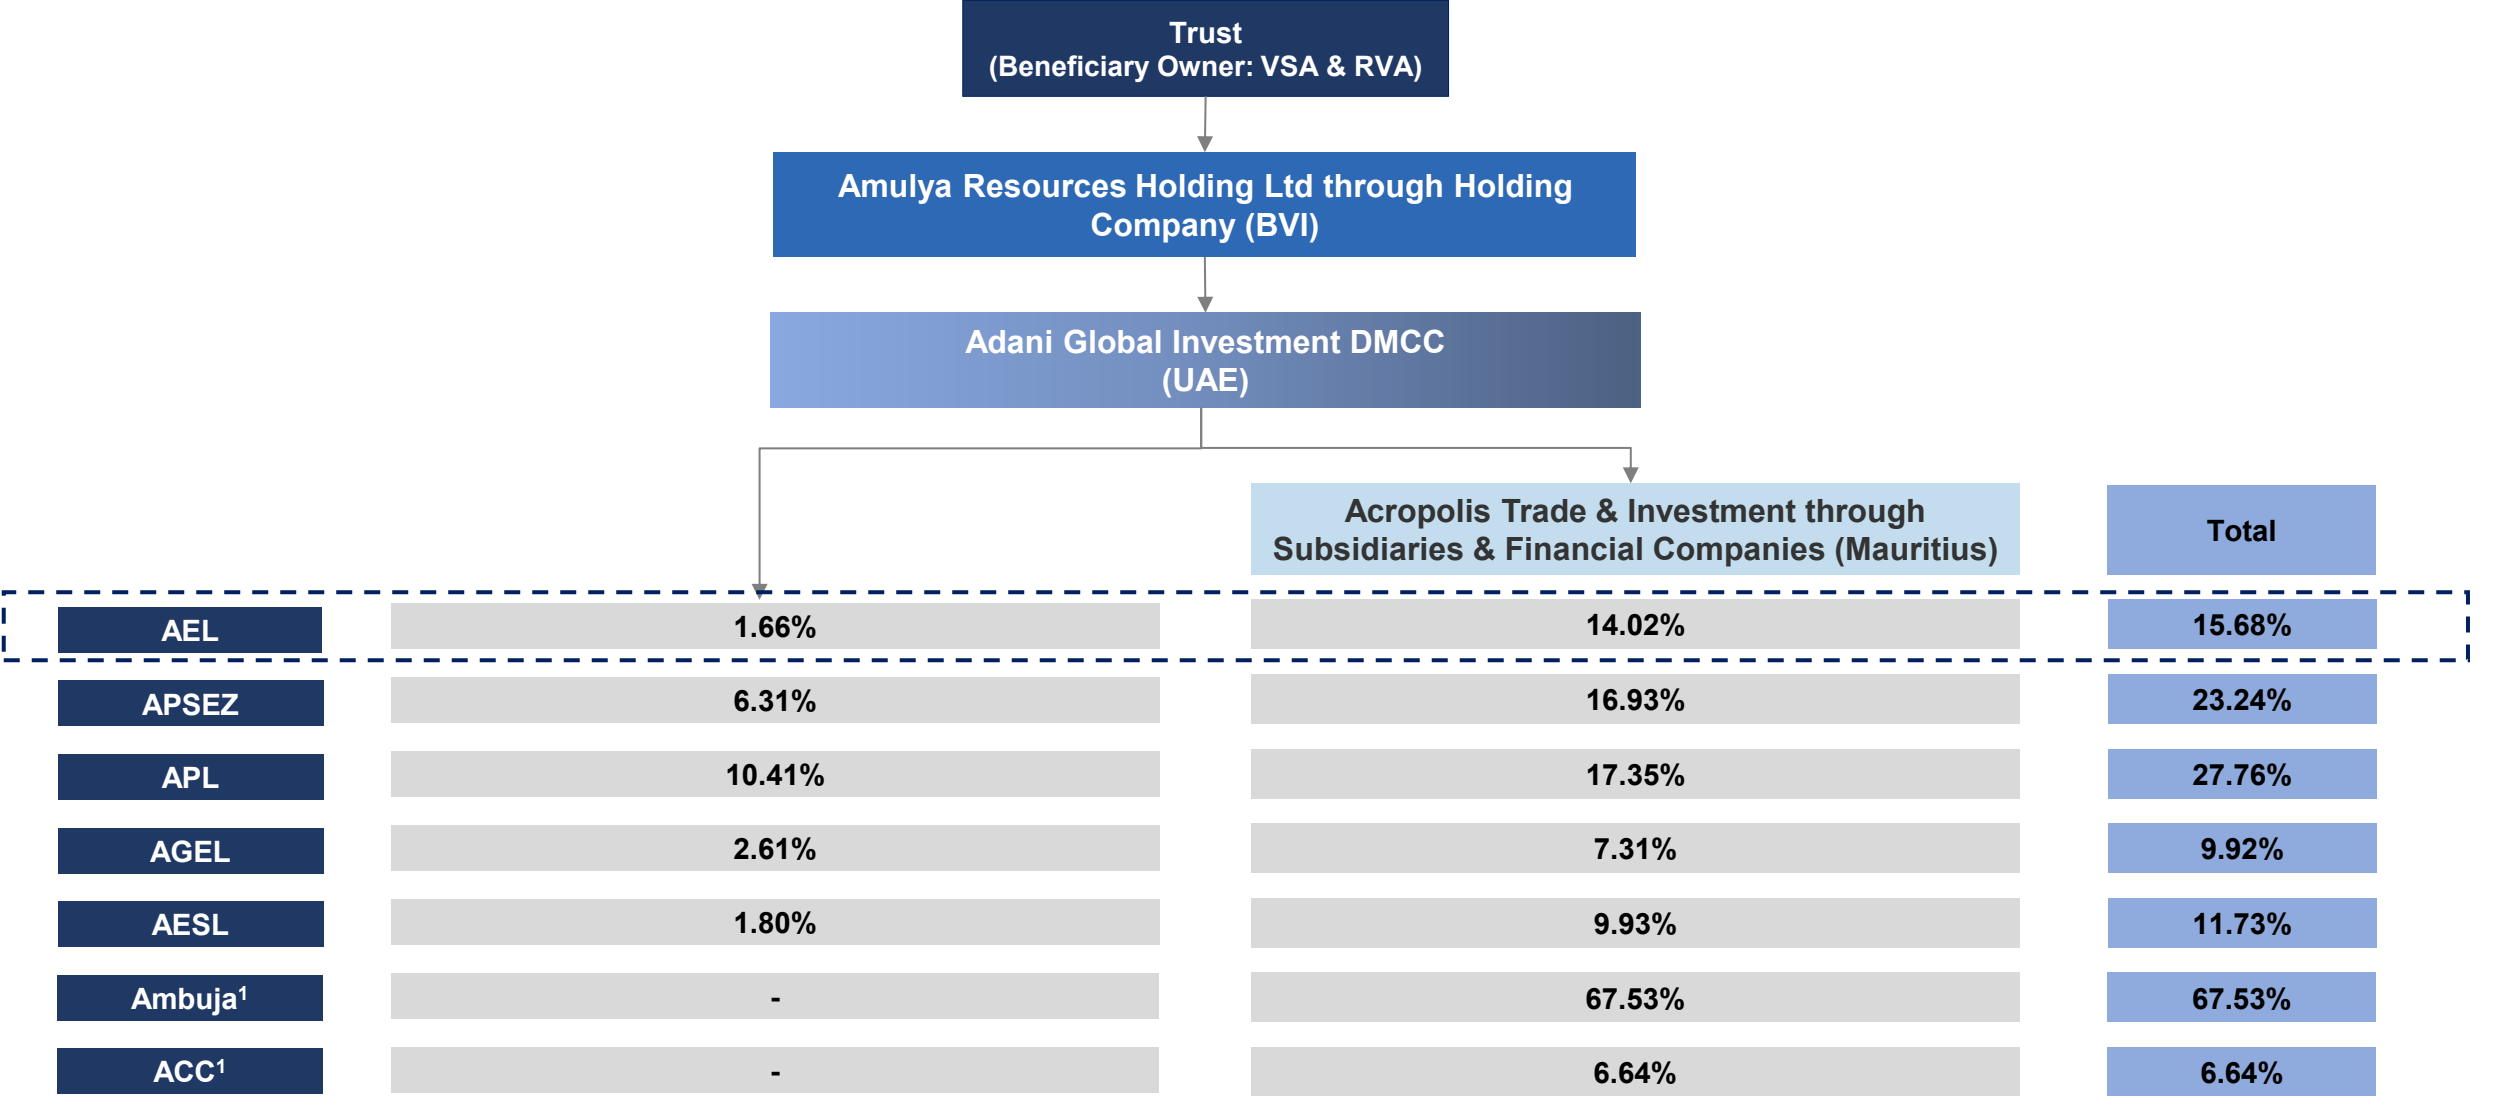 Trust
(Beneficiary Owner: VSA & RVA)
Amulya Resources Holding Ltd through Holding
Company (BVI)
Adani Global Investment DMCC
(UAE)
Acropolis Trade & Investment through
Subsidiaries & Financial Companies (Mauritius)
Total
AEL 1.66% 14.02% 15.68%
APSEZ 6.31% 16.93% 23.24%
APL 10.41% 17.35% 27.76%
AGEL 2.61% 7.31% 9.92%
AESL 1.80% 9.93% 11.73%
Ambuja¹ - 67.53% 67.53%
ACC¹ - 6.64% 6.64%